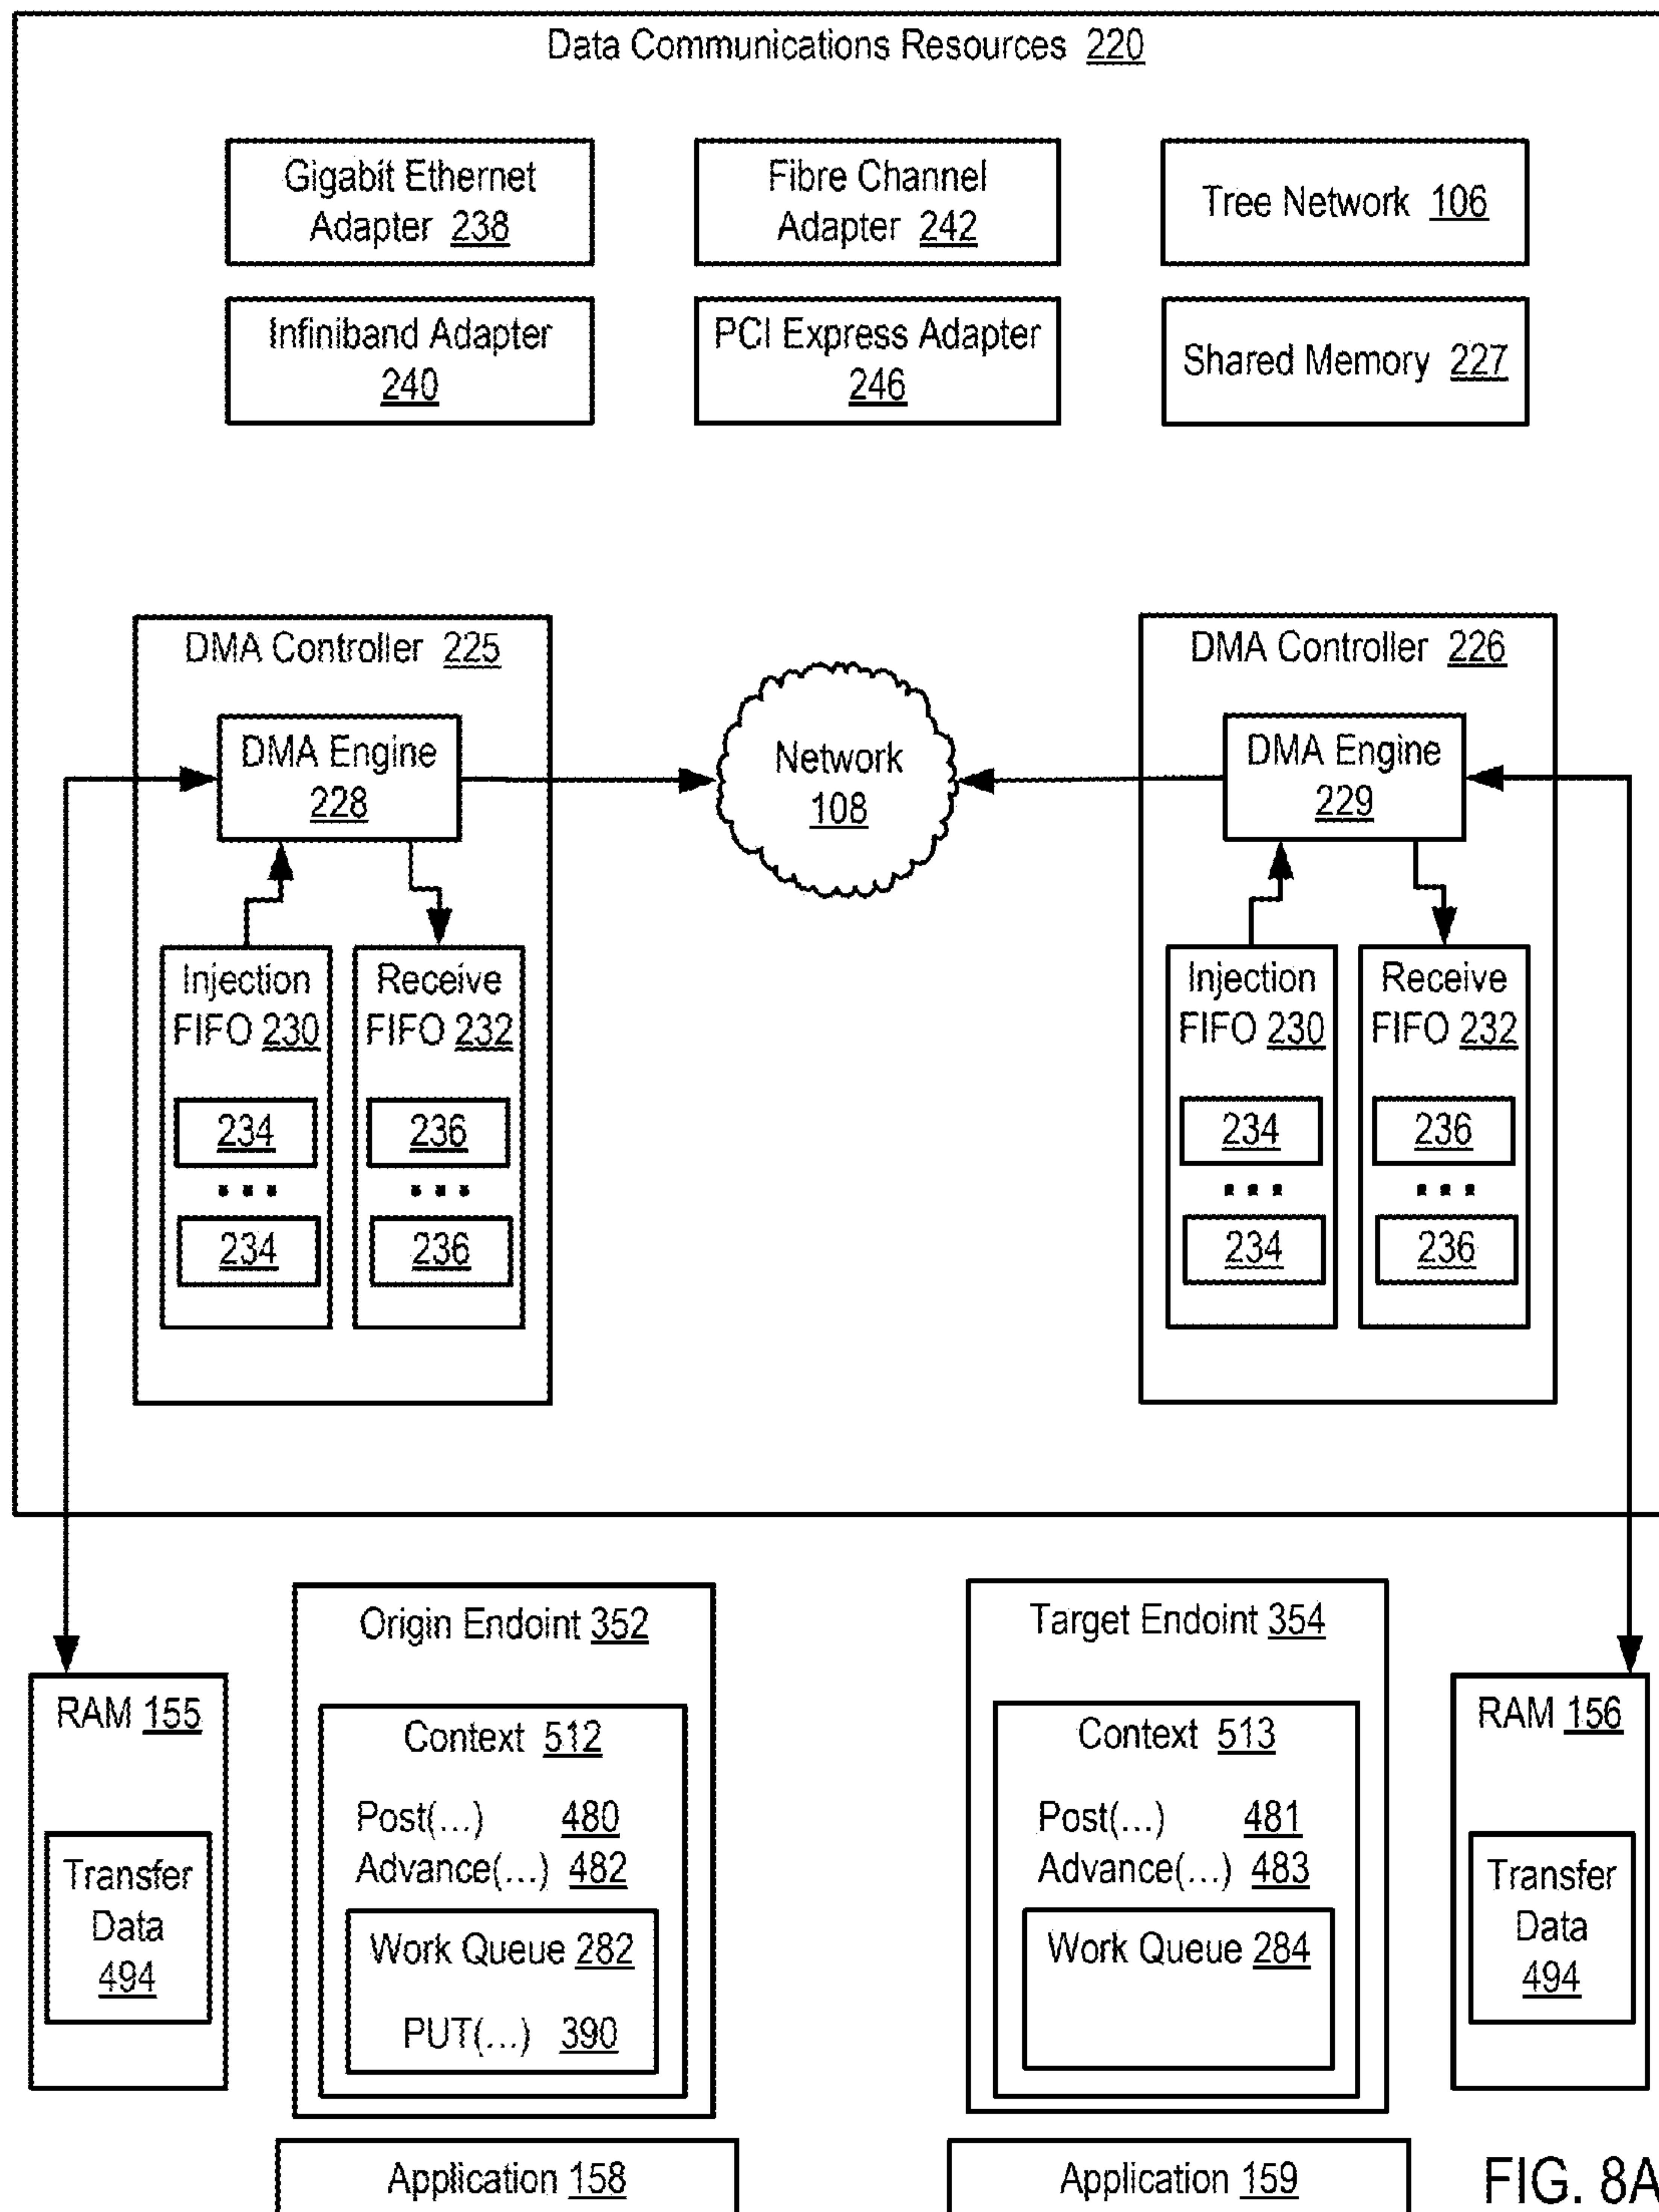 Data Communications Resources 220
Gigabit Ethernet
Adapter 238
Fibre Channel
Adapter 242
Tree Network 106
Infiniband Adapter
240
PCI Express Adapter
246
Shared Memory 227
DMA Controller 225
DMA Engine
228
Injection
FIFO 230
234
...
234
Receive
FIFO 232
236
...
236
Network
108
DMA Controller 226
DMA Engine
229
Injection
FIFO 230
234
...
234
Receive
FIFO 232
236
...
236
RAM 155
Transfer
Data
494
Origin Endoint 352
Context 512
Post(...) 480
Advance(...) 482
Work Queue 282
PUT(...) 390
Target Endoint 354
Context 513
Post(...) 481
Advance(...) 483
Work Queue 284
RAM 156
Transfer
Data
494
Application 158
Application 159
FIG. 8A